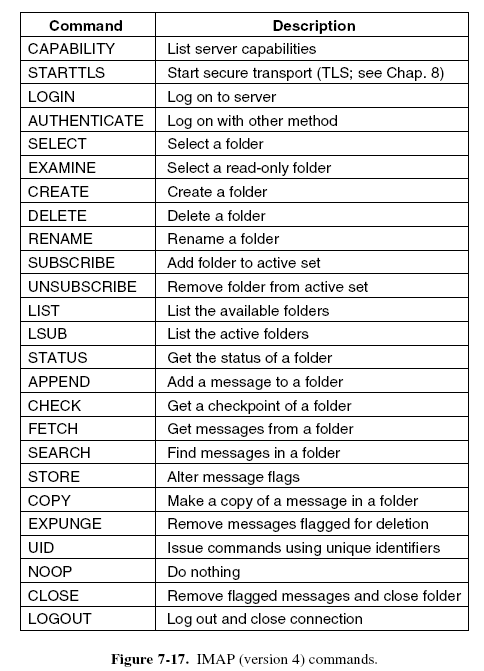 Command Description
CAPABILITY List server capabilities
STARTTLS Start secure transport (TLS; see Chap. 8)
LOGIN Log on to server
AUTHENTICATE Log on with other method
SELECT Select a folder
EXAMINE Select a read-only folder
CREATE Create a folder
DELETE Delete a folder
RENAME Rename a folder
SUBSCRIBE Add folder to active set
UNSUBSCRIBE Remove folder from active set
LIST List the available folders
LSUB List the active folders
STATUS Get the status of a folder
APPEND Add a message to a folder
CHECK Get a checkpoint of a folder
FETCH Get messages from a folder
SEARCH Find messages in a folder
STORE Alter message flags
COPY Make a copy of a message in a folder
EXPUNGE Remove messages flagged for deletion
UID Issue commands using unique identifiers
NOOP Do nothing
CLOSE Remove flagged messages and close folder
LOGOUT Log out and close connection
Figure 7-17. IMAP (version 4) commands.